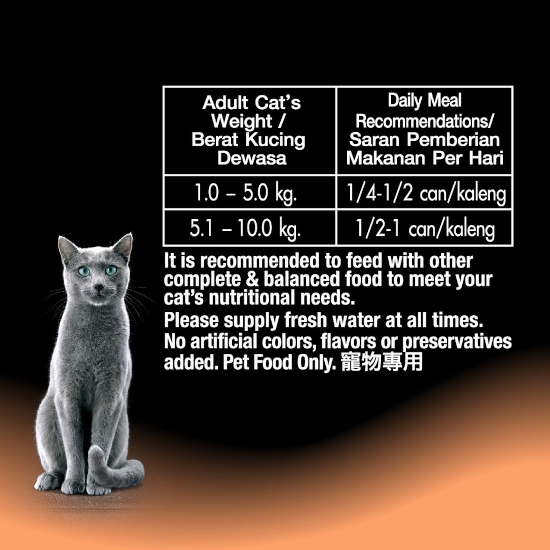 Adult Cat's
Weight /
Berat Kucing
Dewasa
Daily Meal
Recommendations/
Saran Pemberian
Makanan Per Hari
1.0 – 5.0 kg.
1/4-1/2 can/kaleng
5.1 – 10.0 kg.
1/2-1 can/kaleng
It is recommended to feed with other
complete & balanced food to meet your
cat's nutritional needs.
Please supply fresh water at all times.
No artificial colors, flavors or preservatives
added. Pet Food Only. 寵物專用